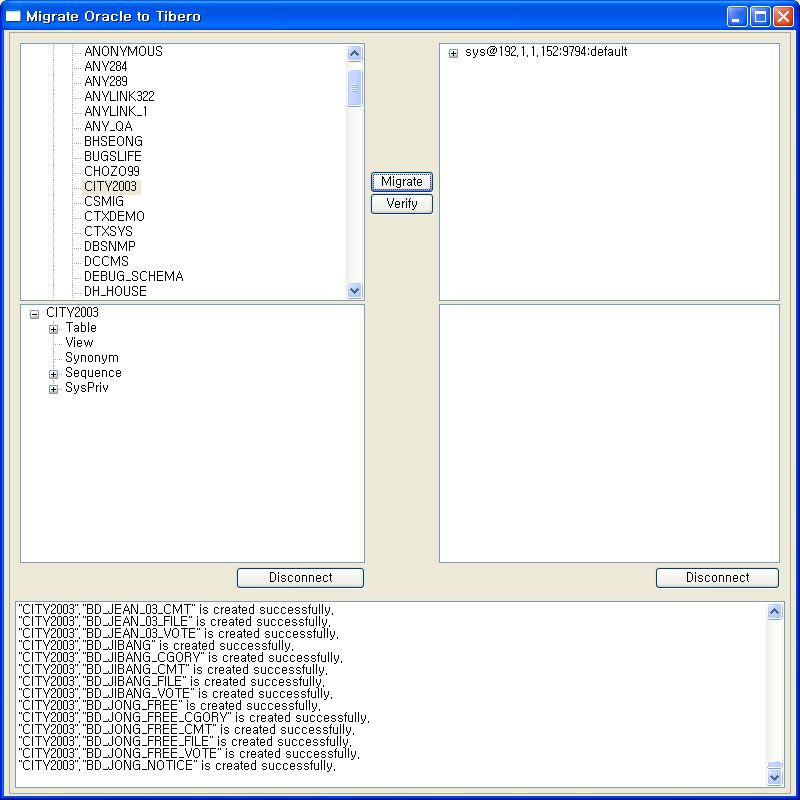 Migrate Oracle to Tibero
ANONYMOUS
ANY284
ANY289
ANYLINK322
ANYLINK_1
ANY_QA
BHSEONG
BUGSLIFE
CHOZO99
CITY2003
CSMIG
CTXDEMO
CTXSYS
DBSNMP
DCCMS
DEBUG_SCHEMA
DH_HOUSE
Migrate
Verify
sys@192.1.1.152:9794:default
CITY2003
Table
View
Synonym
Sequence
SysPriv
Disconnect
Disconnect
"CITY2003"."BD_JEAN_03_CMT" is created successfully.
"CITY2003"."BD_JEAN_03_FILE" is created successfully.
"CITY2003"."BD_JEAN_03_VOTE" is created successfully.
"CITY2003"."BD_JIBANG" is created successfully.
"CITY2003"."BD_JIBANG_CGORY" is created successfully.
"CITY2003"."BD_JIBANG_CMT" is created successfully.
"CITY2003"."BD_JIBANG_FILE" is created successfully.
"CITY2003"."BD_JIBANG_VOTE" is created successfully.
"CITY2003"."BD_JONG_FREE" is created successfully.
"CITY2003"."BD_JONG_FREE_CGORY" is created successfully.
"CITY2003"."BD_JONG_FREE_CMT" is created successfully.
"CITY2003"."BD_JONG_FREE_FILE" is created successfully.
"CITY2003"."BD_JONG_FREE_VOTE" is created successfully.
"CITY2003"."BD_JONG_NOTICE" is created successfully.